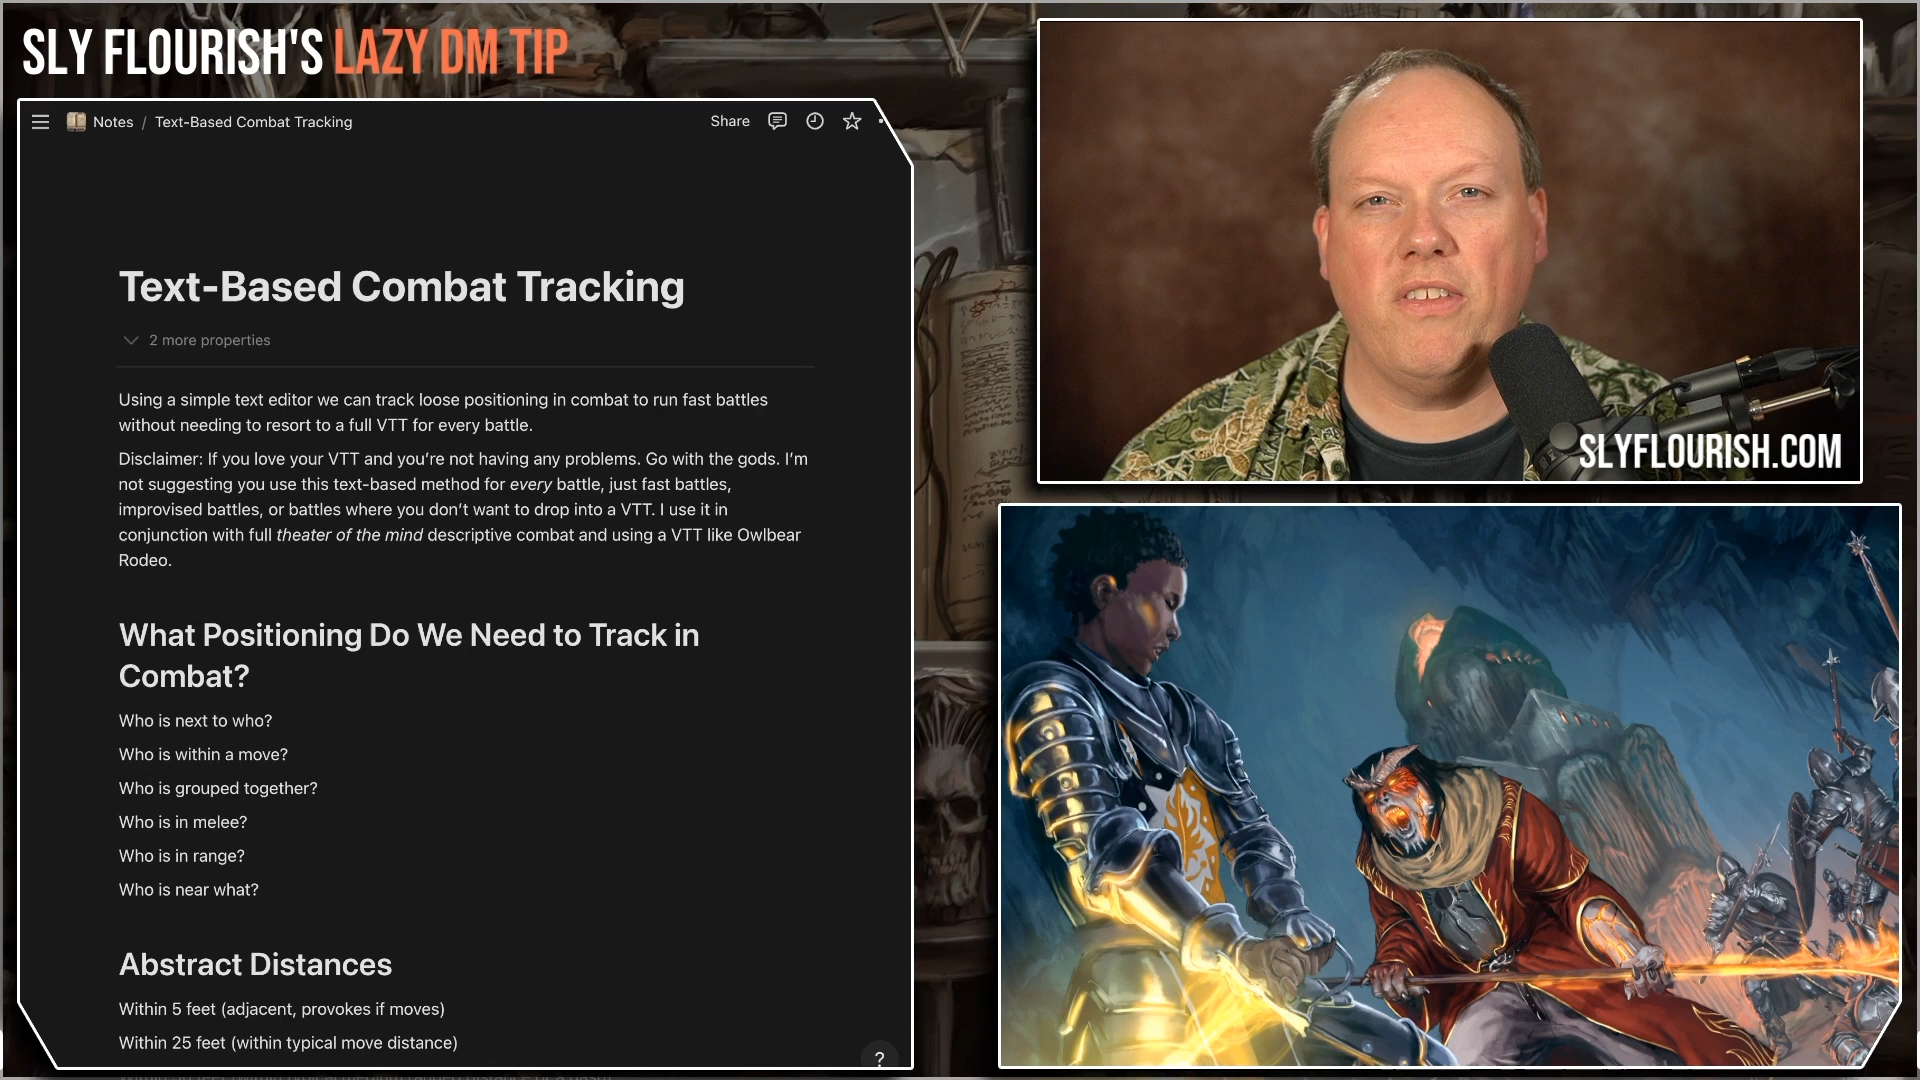 SLY FLOURISH'S LAZY DM TIP
Notes / Text-Based Combat Tracking
Share
Text-Based Combat Tracking
2 more properties
Using a simple text editor we can track loose positioning in combat to run fast battles
without needing to resort to a full VTT for every battle.
Disclaimer: If you love your VTT and you’re not having any problems. Go with the gods. I’m
not suggesting you use this text-based method for every battle, just fast battles,
improvised battles, or battles where you don’t want to drop into a VTT. I use it in
conjunction with full theater of the mind descriptive combat and using a VTT like Owlbear
Rodeo.
What Positioning Do We Need to Track in
Combat?
Who is next to who?
Who is within a move?
Who is grouped together?
Who is in melee?
Who is in range?
Who is near what?
Abstract Distances
Within 5 feet (adjacent, provokes if moves)
Within 25 feet (within typical move distance)
?
SLYFLOURISH.COM